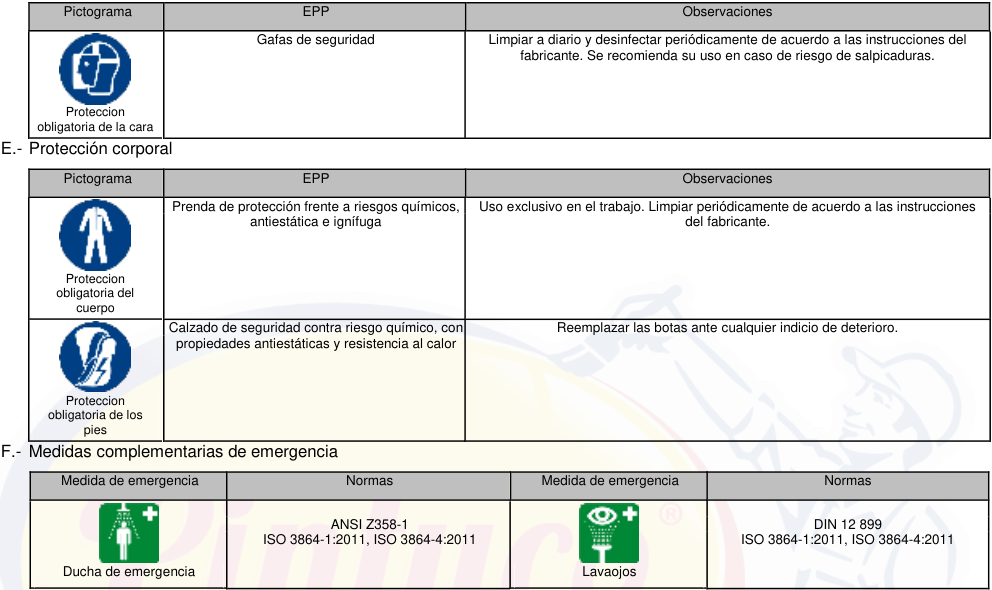 Pictograma EPP Observaciones
Gafas de seguridad Limpiar a diario y desinfectar periódicamente de acuerdo a las instrucciones del
fabricante. Se recomienda su uso en caso de riesgo de salpicaduras.
Proteccion
obligatoria de la cara
E.- Protección corporal
Pictograma EPP Observaciones
Prenda de protección frente a riesgos químicos, Uso exclusivo en el trabajo. Limpiar periódicamente de acuerdo a las instrucciones
antiestática e ignífuga del fabricante.
Proteccion
obligatoria del
cuerpo
Calzado de seguridad contra riesgo químico, con Reemplazar las botas ante cualquier indicio de deterioro.
propiedades antiestáticas y resistencia al calor
Proteccion
obligatoria de los
pies
F.- Medidas complementarias de emergencia
Medida de emergencia Normas Medida de emergencia Normas
ANSI Z358-1 DIN 12 899
ISO 3864-1:2011, ISO 3864-4:2011 ISO 3864-1:2011, ISO 3864-4:2011
Ducha de emergencia Lavaojos
Pintuco ®